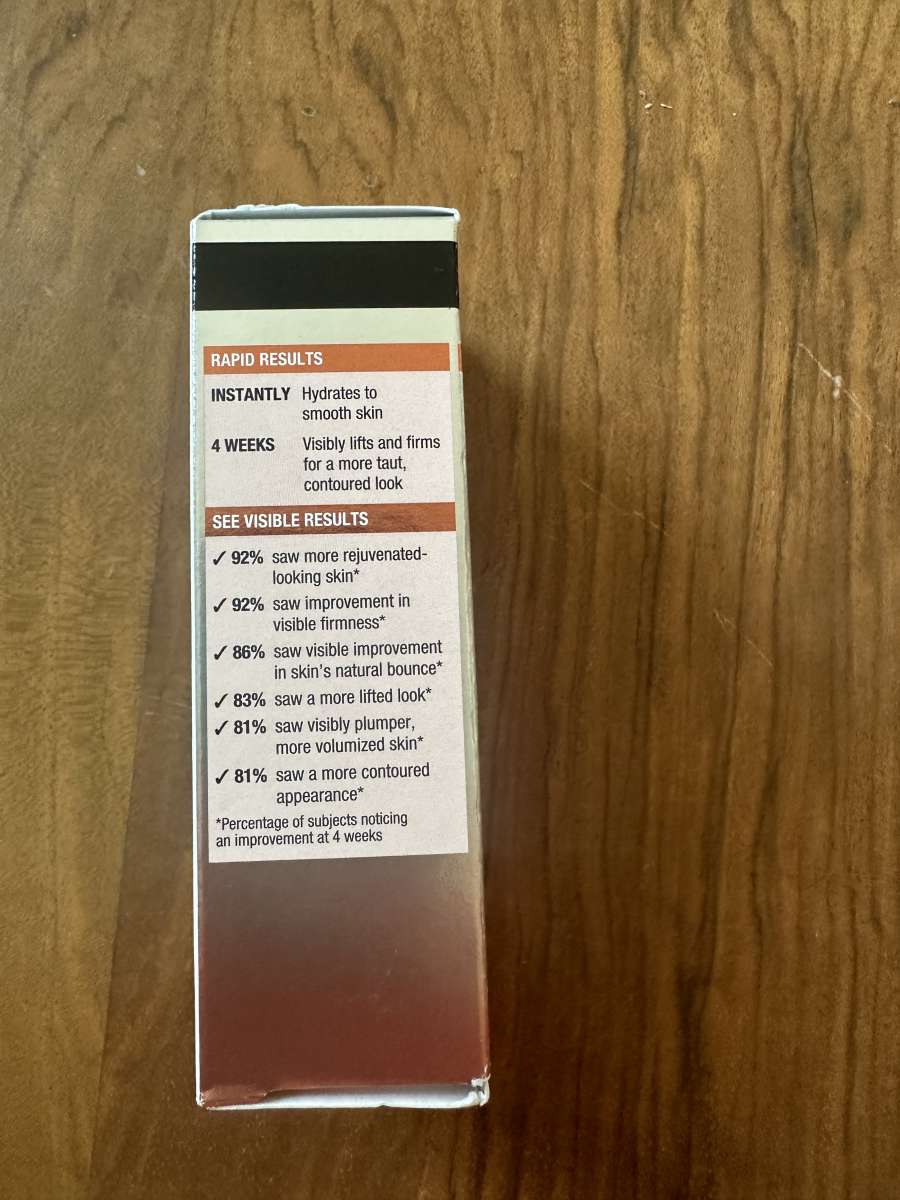 RAPID RESULTS
INSTANTLY Hydrates to
smooth skin
4 WEEKS Visibly lifts and firms
for a more taut,
contoured look
SEE VISIBLE RESULTS
✓ 92% saw more rejuvenated-
looking skin*
✓ 92% saw improvement in
visible firmness*
✓ 86% saw visible improvement
in skin's natural bounce*
✓ 83% saw a more lifted look*
✓ 81% saw visibly plumper,
more volumized skin*
✓ 81% saw a more contoured
appearance*
*Percentage of subjects noticing
an improvement at 4 weeks